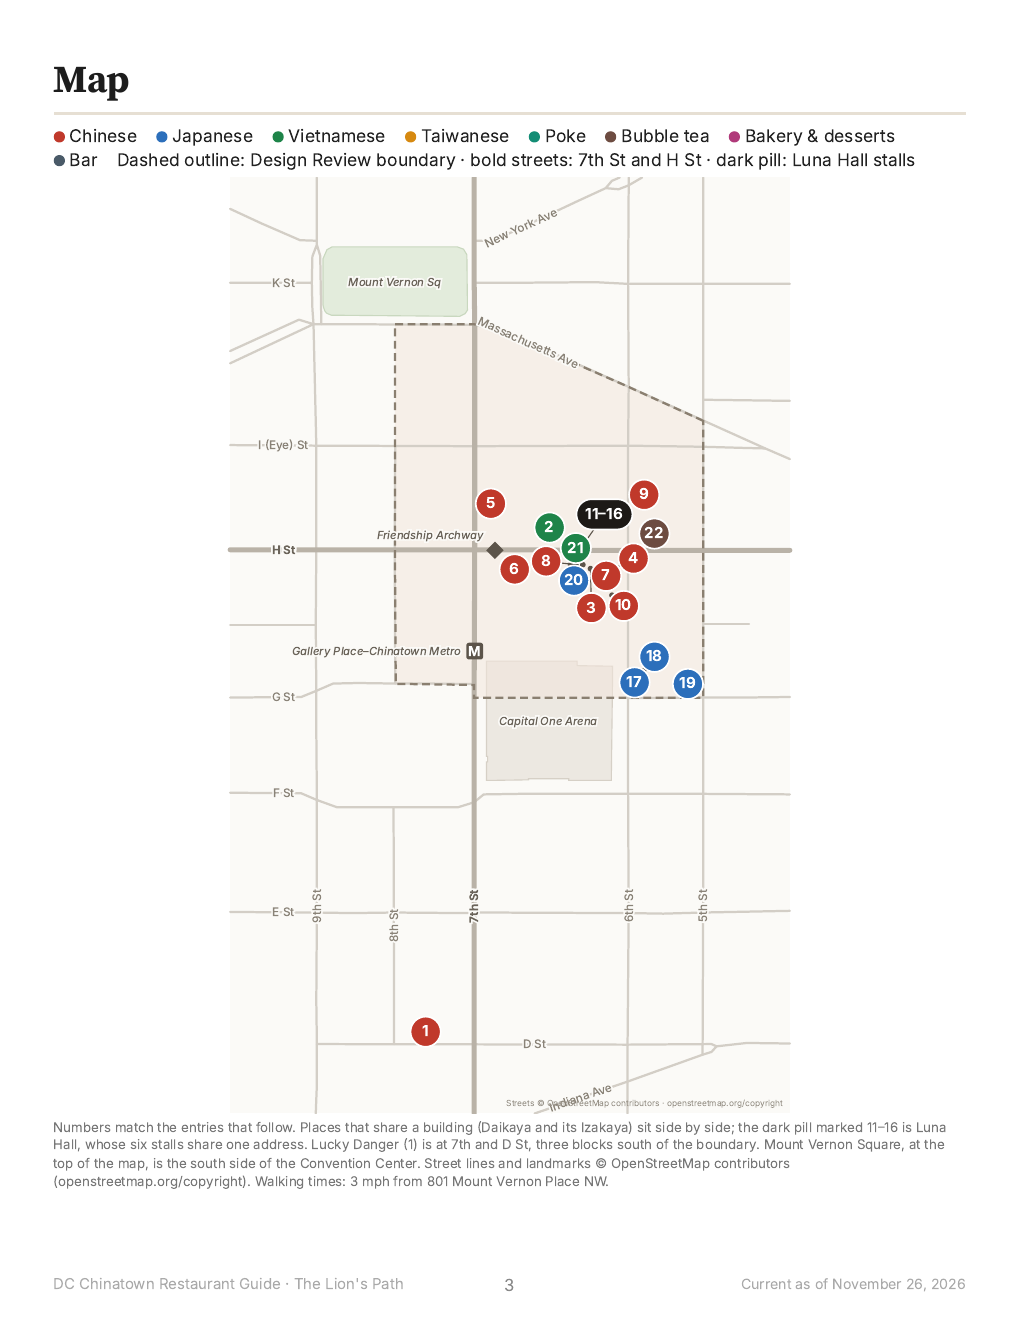 Map
Chinese Japanese Vietnamese Taiwanese Poke Bubble tea Bakery & desserts
Bar Dashed outline: Design Review boundary · bold streets: 7th St and H St · dark pill: Luna Hall stalls
New York Ave
K St
Mount Vernon Sq
Massachusetts Ave
I (Eye) St
9
5
11–16
2
22
Friendship Archway
21
H St
8
4
6
20
7
3
10
Gallery Place–Chinatown Metro
M
18
17
19
G St
Capital One Arena
F St
9th St
8th St
7th St
6th St
5th St
E St
1
D St
Indiana Ave
Streets © OpenStreetMap contributors · openstreetmap.org/copyright
Numbers match the entries that follow. Places that share a building (Daikaya and its Izakaya) sit side by side; the dark pill marked 11–16 is Luna
Hall, whose six stalls share one address. Lucky Danger (1) is at 7th and D St, three blocks south of the boundary. Mount Vernon Square, at the
top of the map, is the south side of the Convention Center. Street lines and landmarks © OpenStreetMap contributors
(openstreetmap.org/copyright). Walking times: 3 mph from 801 Mount Vernon Place NW.
DC Chinatown Restaurant Guide · The Lion's Path
3
Current as of November 26, 2026